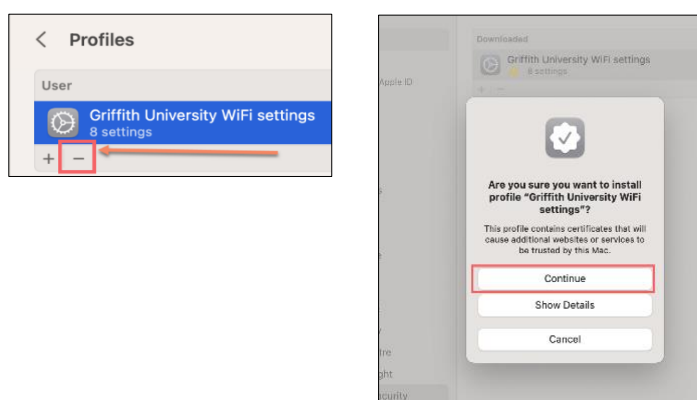 Profiles
User
Griffith University WiFi settings
8 settings
+ −
Downloaded
Griffith University WiFi settings
8 settings
+ −
Apple ID
Are you sure you want to install
profile "Griffith University WiFi
settings"?
This profile contains certificates that will
cause additional websites or services to
be trusted by this Mac.
Continue
Show Details
Cancel